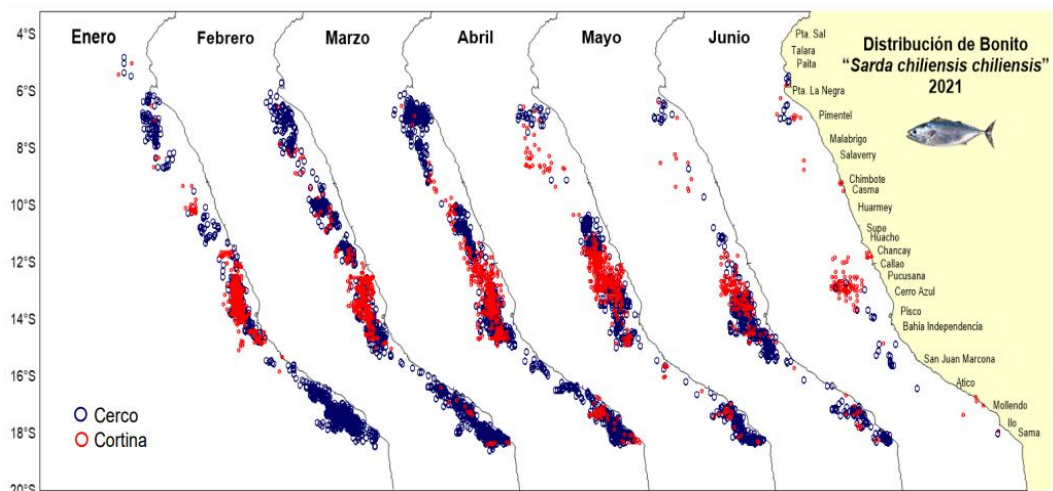 Enero
Febrero
Marzo
Abril
Mayo
Junio
Distribución de Bonito
“Sarda chiliensis chiliensis”
2021
4°S
6°S
8°S
10°S
12°S
14°S
16°S
18°S
20°S
Pta. Sal
Talara
Paita
Pta. La Negra
Pimentel
Malabrigo
Salaverry
Chimbote
Casma
Huarmey
Supe
Huacho
Chancay
Callao
Pucusana
Cerro Azul
Pisco
Bahia Independencia
San Juan Marcona
Atico
Mollendo
Ilo
Sama
Cerco
Cortina